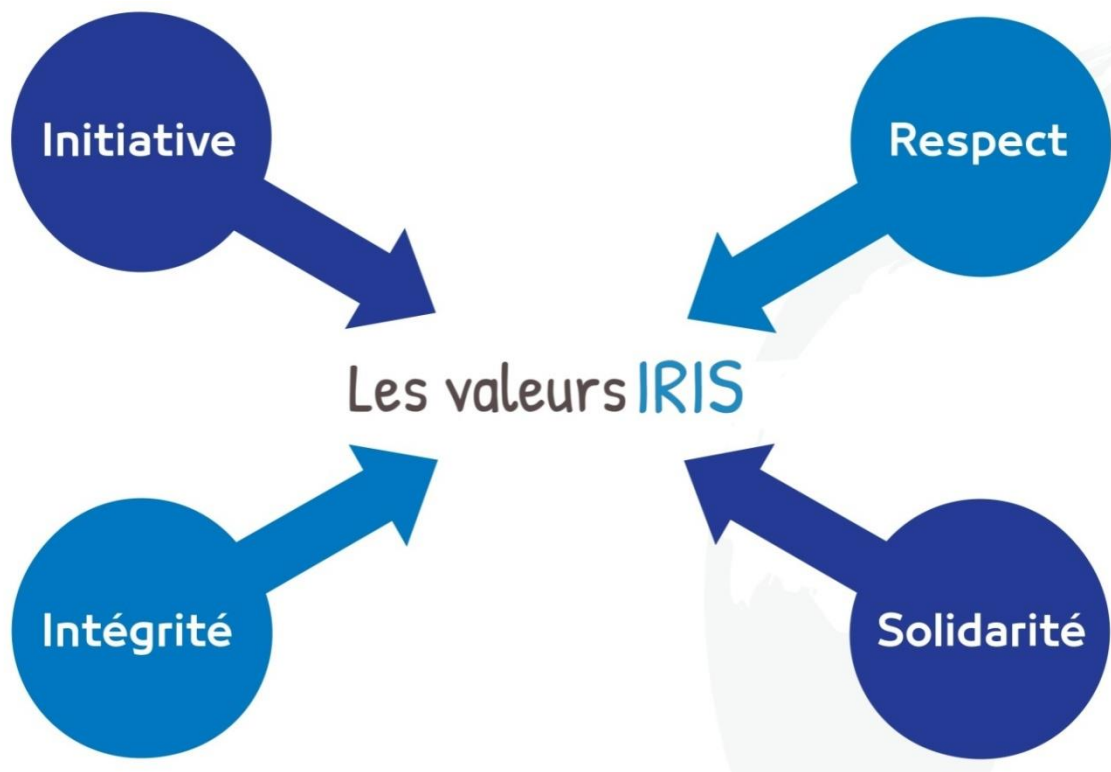 Initiative
Respect
Les valeurs IRIS
Intégrité
Solidarité